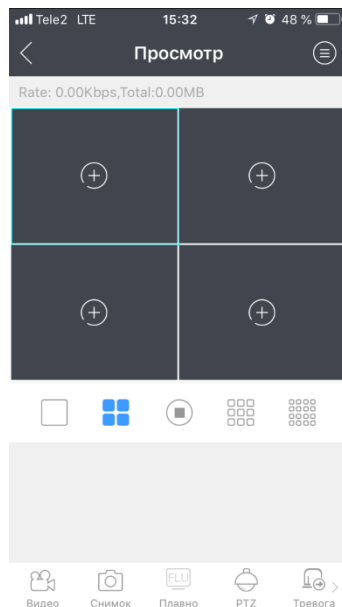 Tele2 LTE 15:32 48 %
Просмотр
Rate: 0.00Kbps,Total:0.00MB
FLU
Видео Снимок Плавно PTZ Тревога